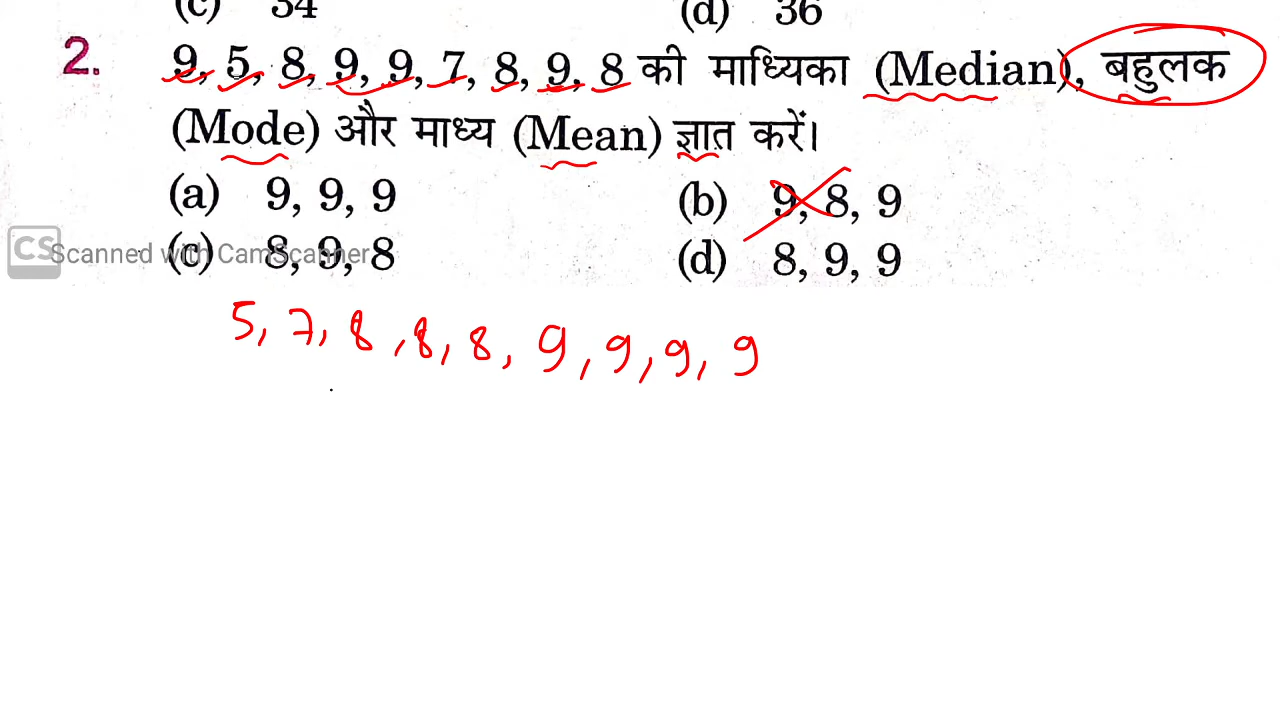 (c) 34 (d) 36
2. 9, 5, 8, 9, 9, 7, 8, 9, 8 की माध्यिका (Median), बहुलक
(Mode) और माध्य (Mean) ज्ञात करें।
(a) 9, 9, 9 (b) 9, 8, 9
(c) 8, 9, 8 (d) 8, 9, 9
CS Scanned with CamScanner
5, 7, 8, 8, 8, 9, 9, 9, 9